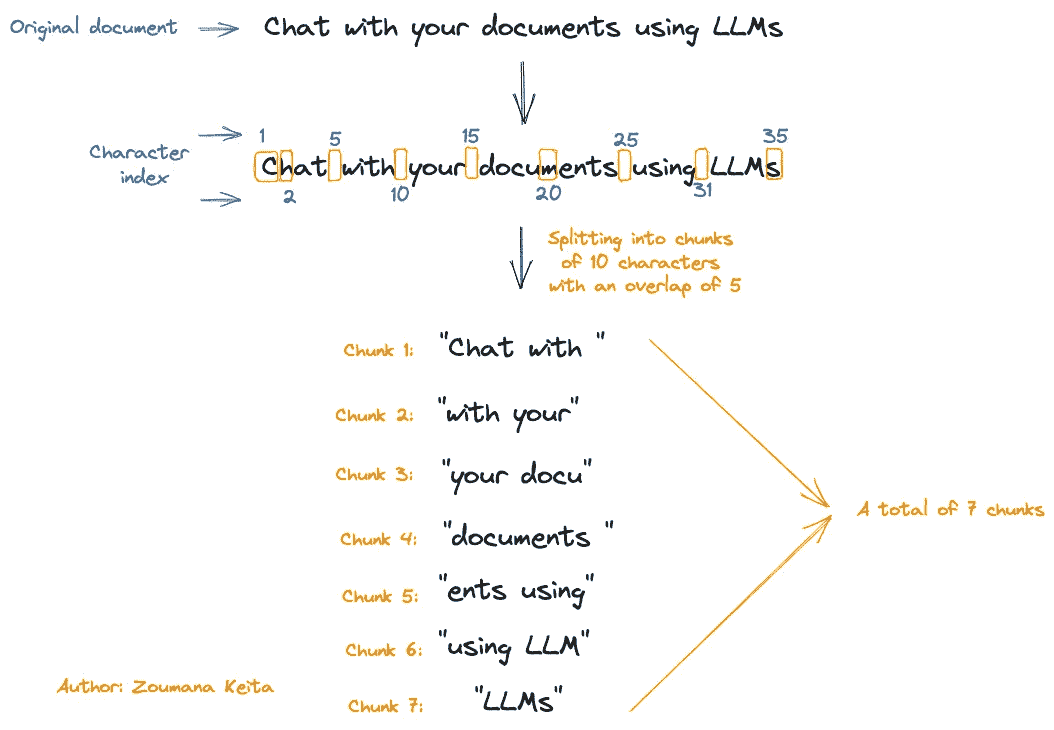 Original document
Chat with your documents using LLMs
1 5 15 25 35
Character
index
Chat with your documents using LLMs
2 10 20 31
Splitting into chunks
of 10 characters
with an overlap of 5
Chunk 1: "Chat with "
Chunk 2: "with your"
Chunk 3: "your docu"
Chunk 4: "documents "
Chunk 5: "ents using"
Chunk 6: "using LLM"
Chunk 7: "LLMs"
A total of 7 chunks
Author: Zoumana Keita